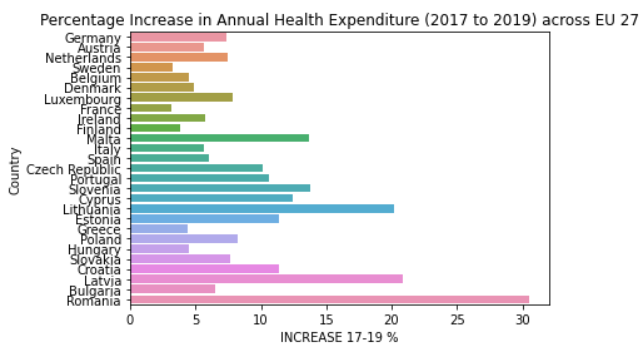 Percentage Increase in Annual Health Expenditure (2017 to 2019) across EU 27
Germany
Austria
Netherlands
Sweden
Belgium
Denmark
Luxembourg
France
Ireland
Finland
Malta
Italy
Spain
Czech Republic
Portugal
Slovenia
Cyprus
Lithuania
Estonia
Greece
Poland
Hungary
Slovakia
Croatia
Latvia
Bulgaria
Romania
Country
0 5 10 15 20 25 30
INCREASE 17-19 %